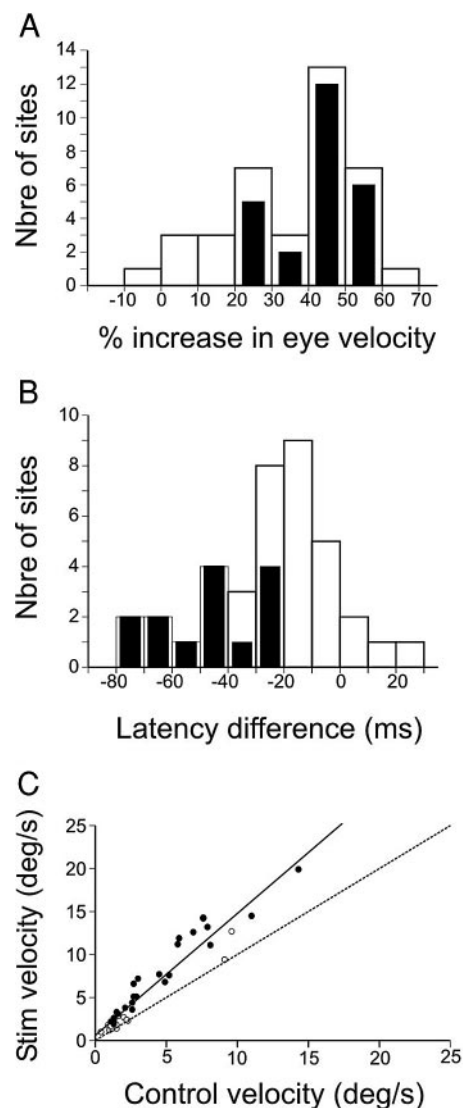 A
Nbre of sites
14
12
10
8
6
4
2
0
-10 0 10 20 30 40 50 60 70
% increase in eye velocity
B
Nbre of sites
10
8
6
4
2
0
-80 -60 -40 -20 0 20
Latency difference (ms)
C
Stim velocity (deg/s)
25
20
15
10
5
0
0 5 10 15 20 25
Control velocity (deg/s)